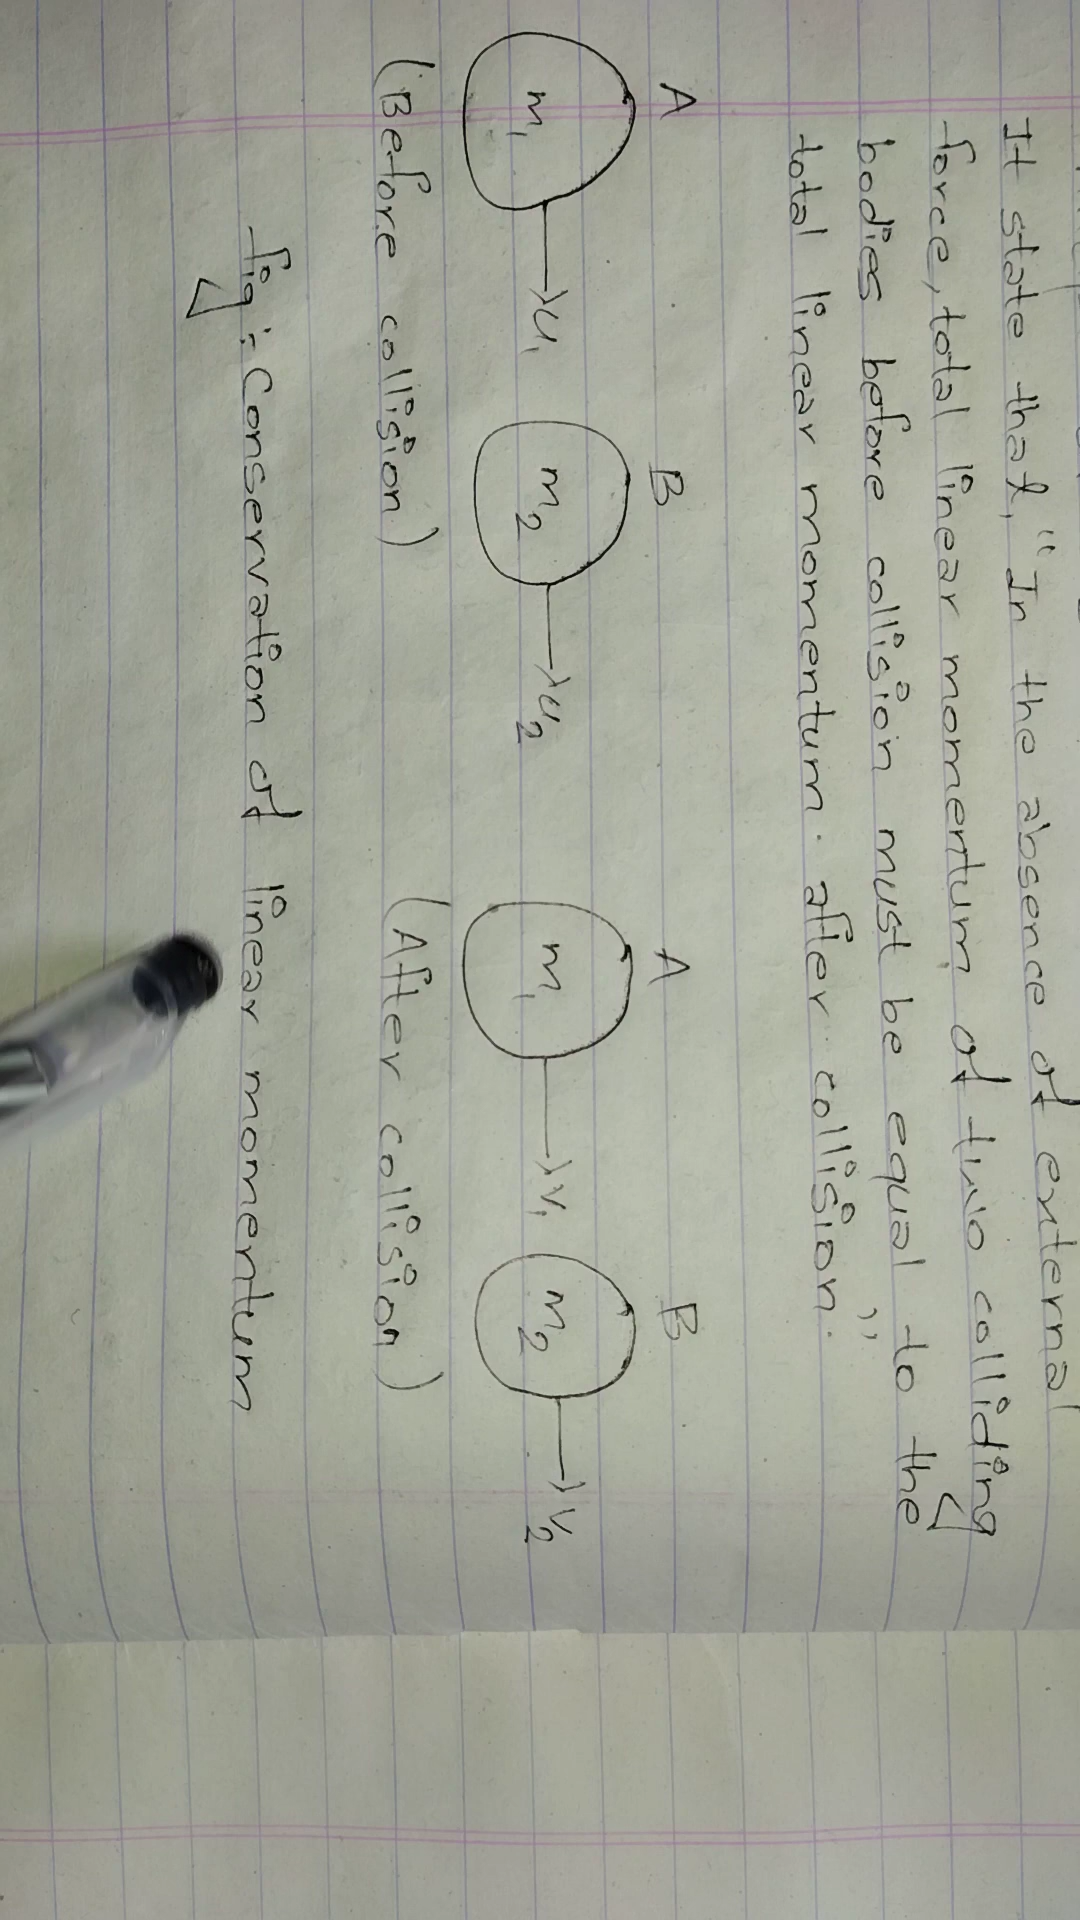 It state that, "In the absence of external
force, total linear momentum of two colliding
bodies before collision must be equal to the
total linear momentum. after collision."
A B A B
m₁ u₁ m₂ u₂ m₁ v₁ m₂ v₂
(Before collision) (After collision)
fig: Conservation of linear momentum